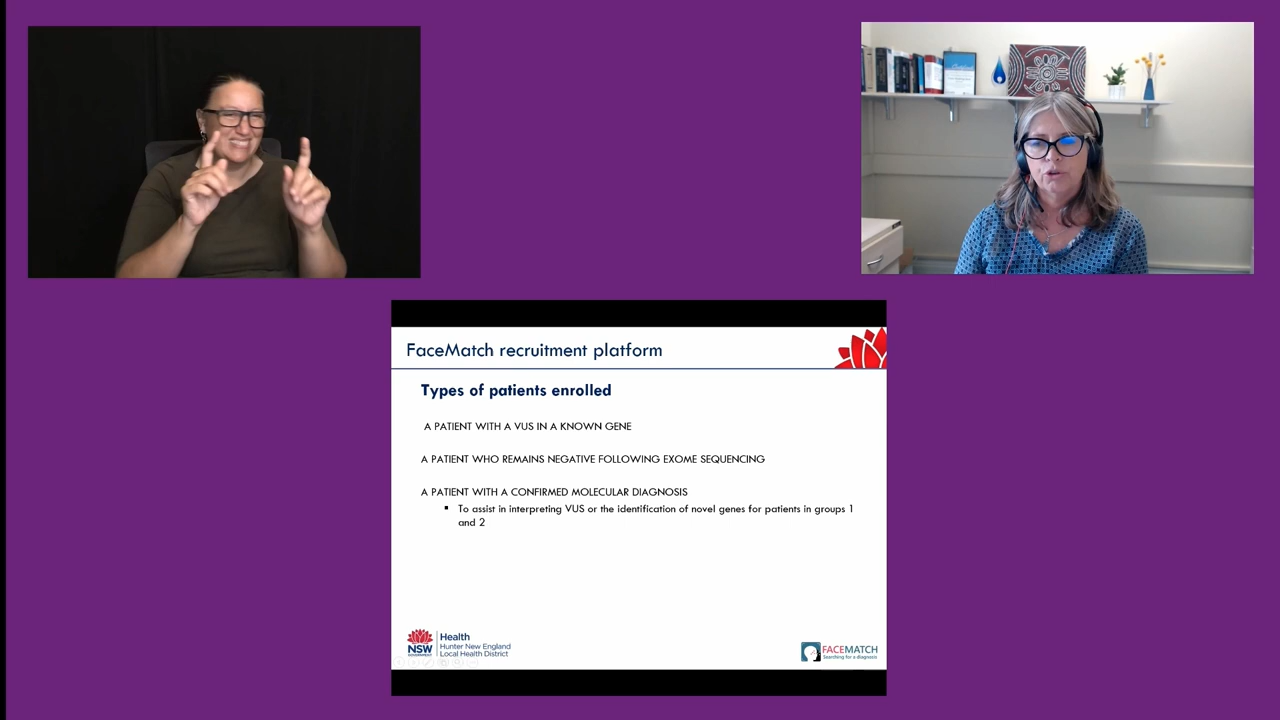 FaceMatch recruitment platform
Types of patients enrolled
A PATIENT WITH A VUS IN A KNOWN GENE
A PATIENT WHO REMAINS NEGATIVE FOLLOWING EXOME SEQUENCING
A PATIENT WITH A CONFIRMED MOLECULAR DIAGNOSIS
▪ To assist in interpreting VUS or the identification of novel genes for patients in groups 1
and 2
Health
Hunter New England
Local Health District
NSW
GOVERNMENT
FACEMATCH
Searching for a diagnosis